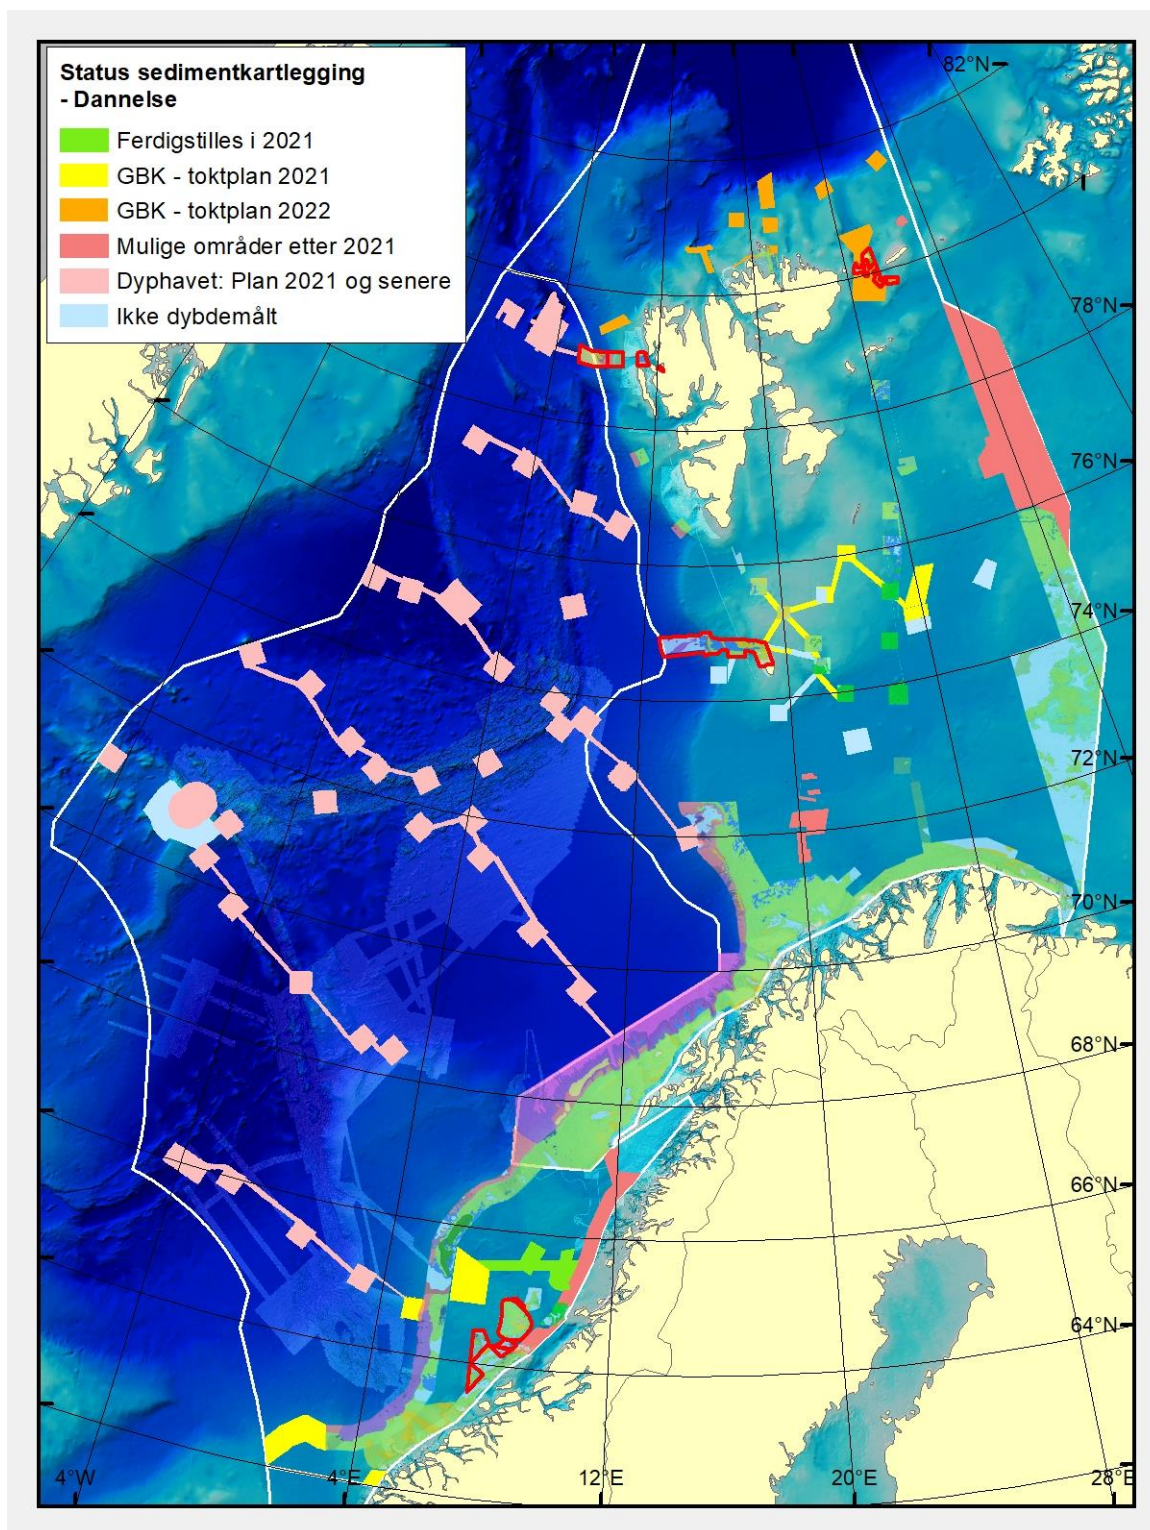 Status sedimentkartlegging
- Dannelse
Ferdigstilles i 2021
GBK - toktplan 2021
GBK - toktplan 2022
Mulige områder etter 2021
Dyphavet: Plan 2021 og senere
Ikke dybdemålt
82°N
78°N
76°N
74°N
72°N
70°N
68°N
66°N
64°N
4°W
4°E
12°E
20°E
28°E